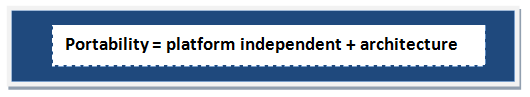 Portability = platform independent + architecture